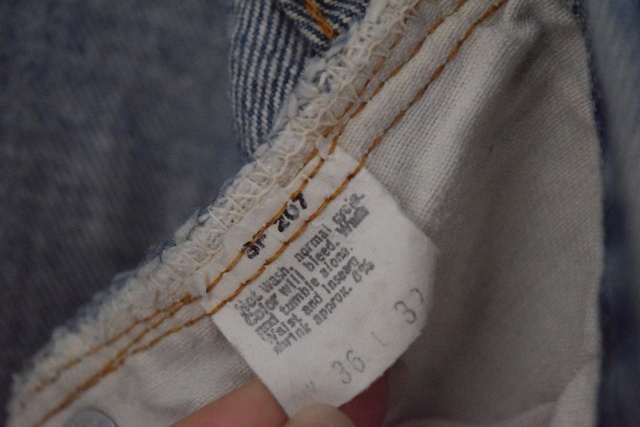 BF 207
Hot wash, normal cycle.
Color will bleed. Wash
and tumble alone.
Waist and inseam
shrink approx. 8%
W 36 L 3